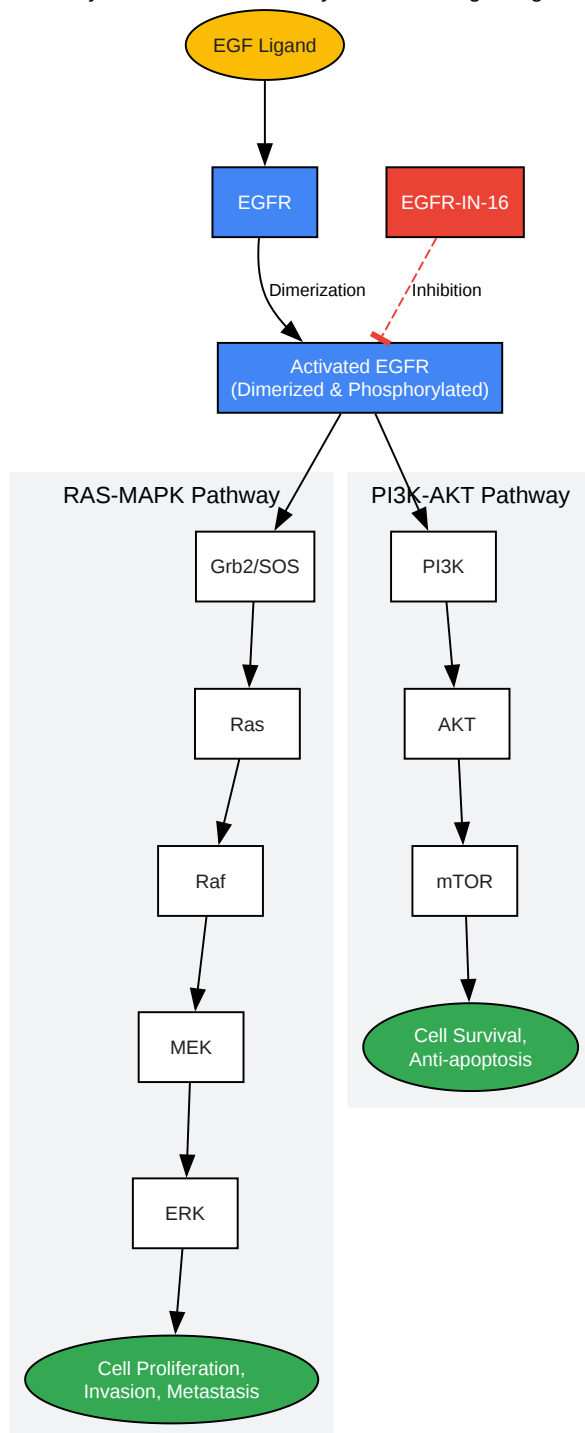 EGF Ligand
EGFR
EGFR-IN-16
Dimerization
Inhibition
Activated EGFR
(Dimerized & Phosphorylated)
RAS-MAPK Pathway
PI3K-AKT Pathway
Grb2/SOS
PI3K
Ras
AKT
Raf
mTOR
MEK
Cell Survival,
Anti-apoptosis
ERK
Cell Proliferation,
Invasion, Metastasis